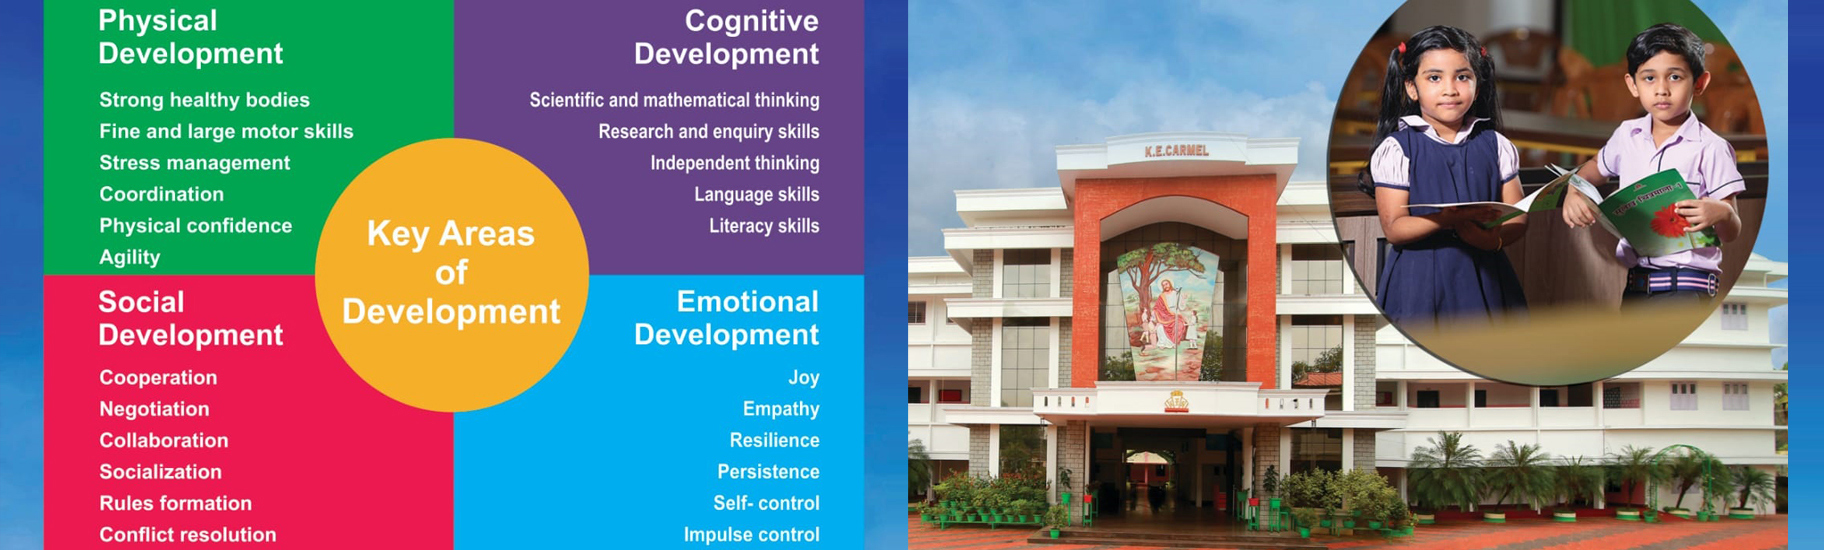 Physical
Development
Strong healthy bodies
Fine and large motor skills
Stress management
Coordination
Physical confidence
Agility
Cognitive
Development
Scientific and mathematical thinking
Research and enquiry skills
Independent thinking
Language skills
Literacy skills
Key Areas
of
Development
Social
Development
Cooperation
Negotiation
Collaboration
Socialization
Rules formation
Conflict resolution
Emotional
Development
Joy
Empathy
Resilience
Persistence
Self- control
Impulse control
K.E.CARMEL